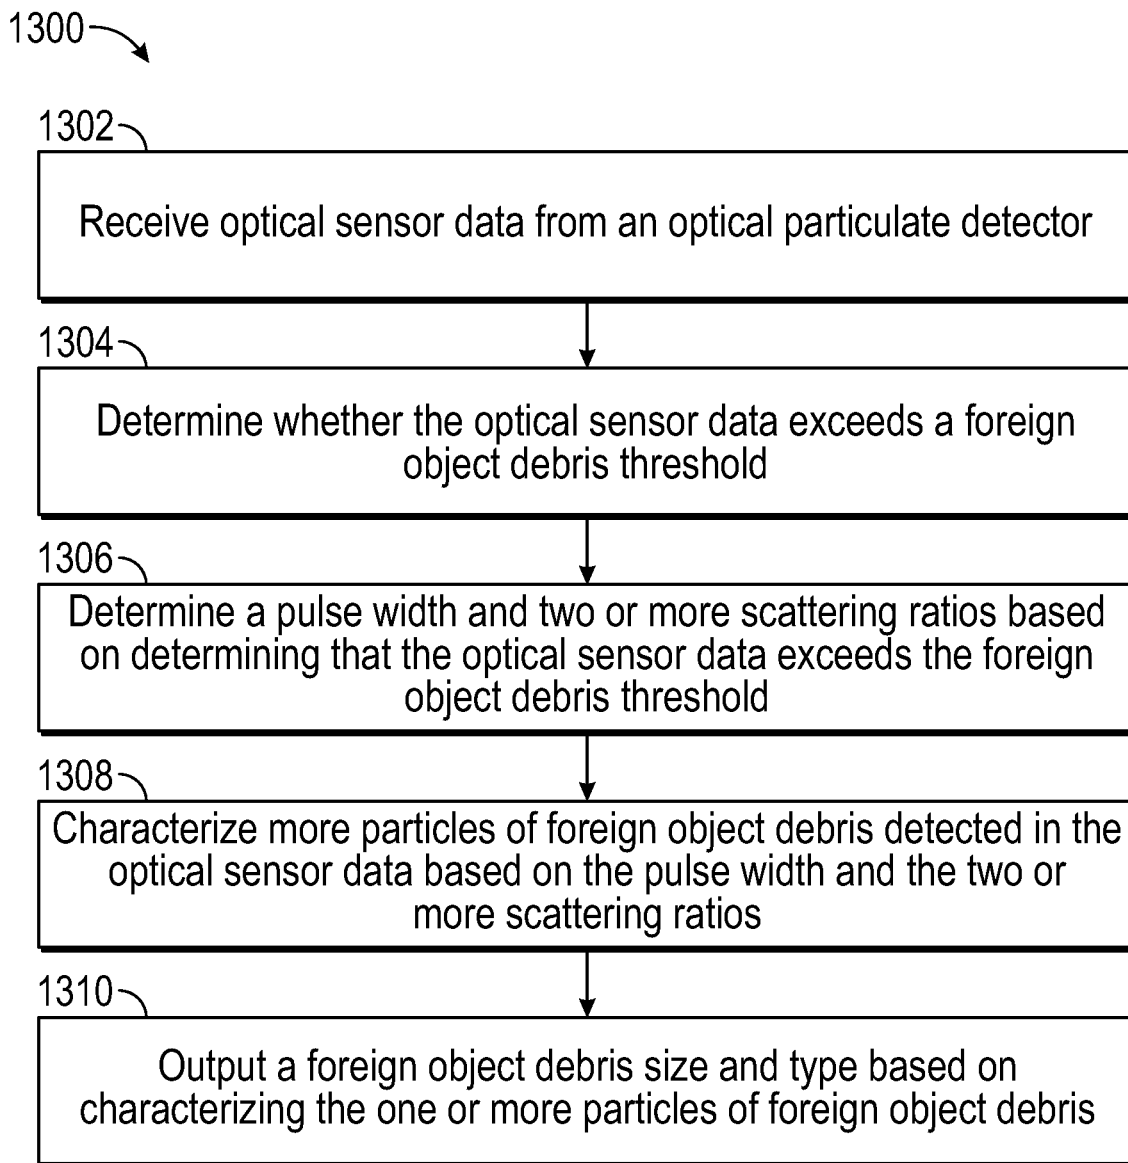 1300
1302
Receive optical sensor data from an optical particulate detector
1304
Determine whether the optical sensor data exceeds a foreign
object debris threshold
1306
Determine a pulse width and two or more scattering ratios based
on determining that the optical sensor data exceeds the foreign
object debris threshold
1308
Characterize more particles of foreign object debris detected in the
optical sensor data based on the pulse width and the two or
more scattering ratios
1310
Output a foreign object debris size and type based on
characterizing the one or more particles of foreign object debris